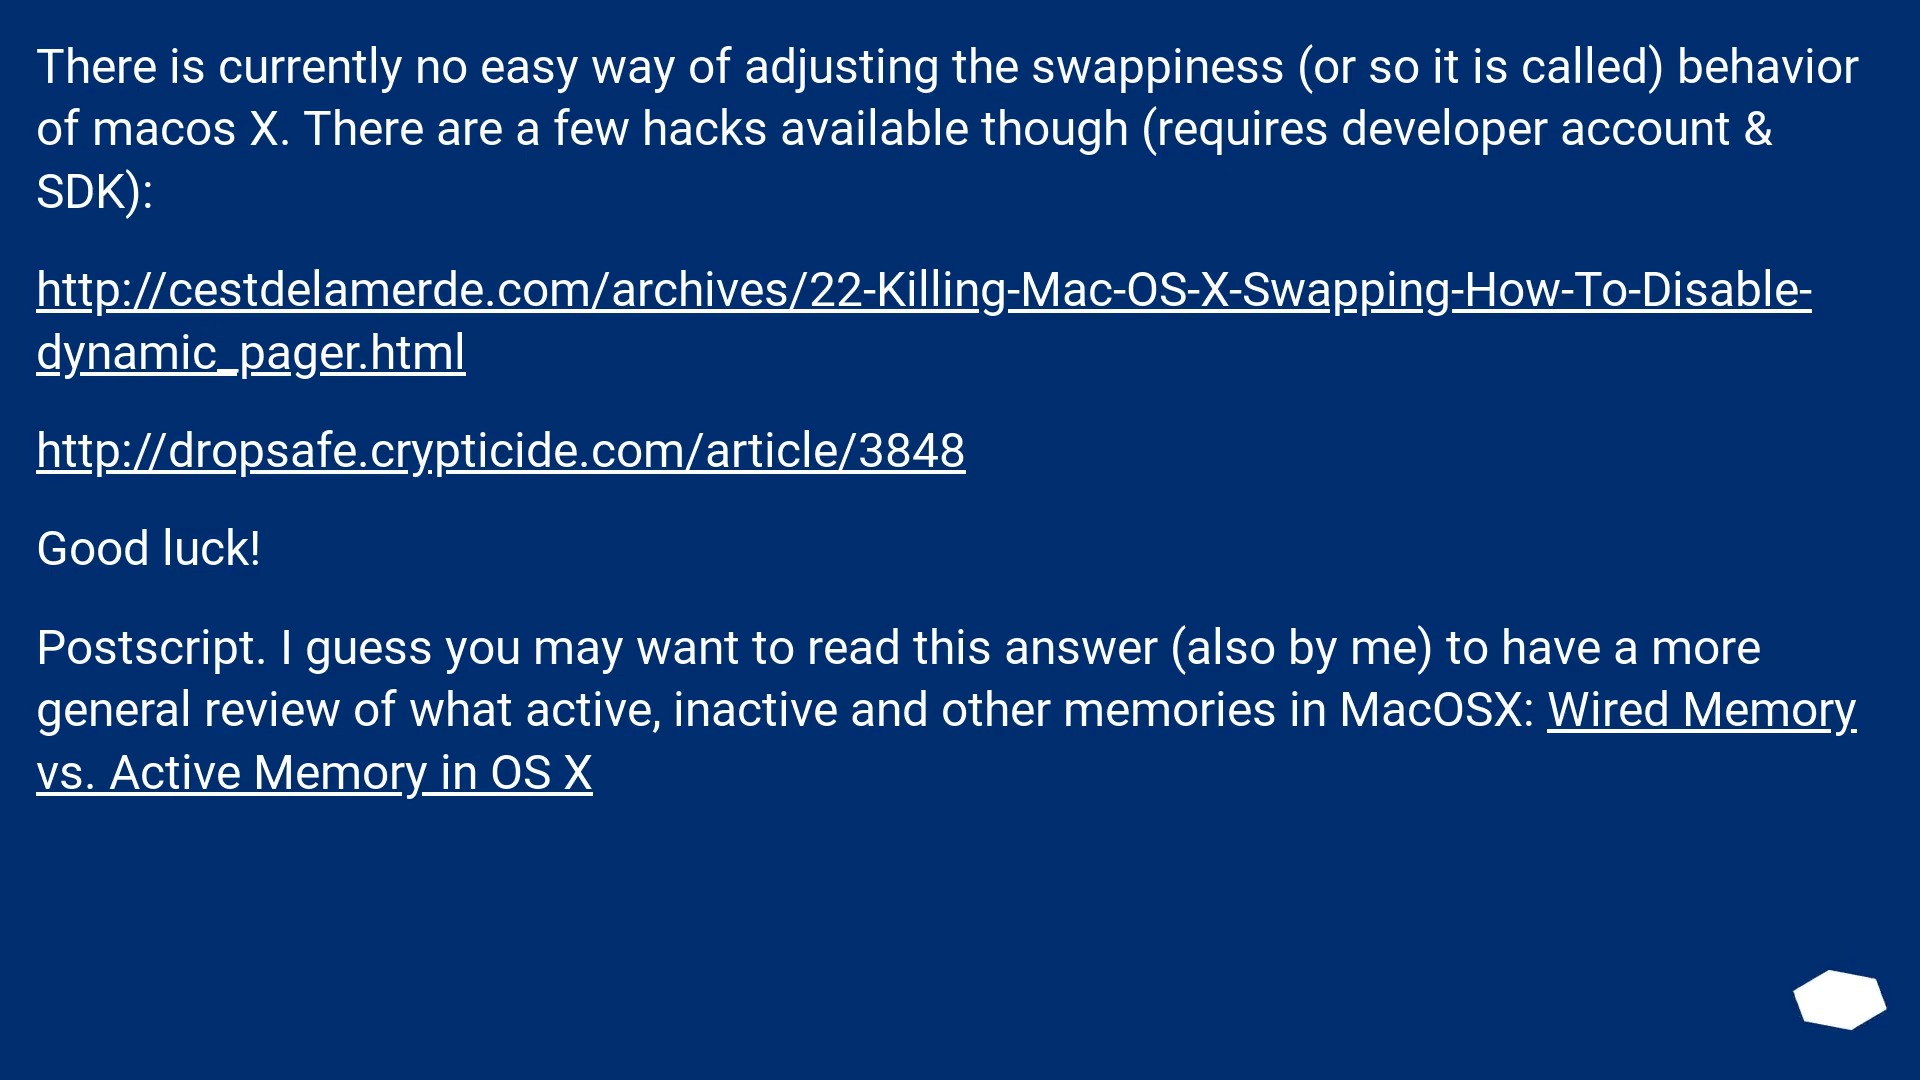 There is currently no easy way of adjusting the swappiness (or so it is called) behavior
of macos X. There are a few hacks available though (requires developer account &
SDK):
http://cestdelamerde.com/archives/22-Killing-Mac-OS-X-Swapping-How-To-Disable-
dynamic_pager.html
http://dropsafe.crypticide.com/article/3848
Good luck!
Postscript. I guess you may want to read this answer (also by me) to have a more
general review of what active, inactive and other memories in MacOSX: Wired Memory
vs. Active Memory in OS X